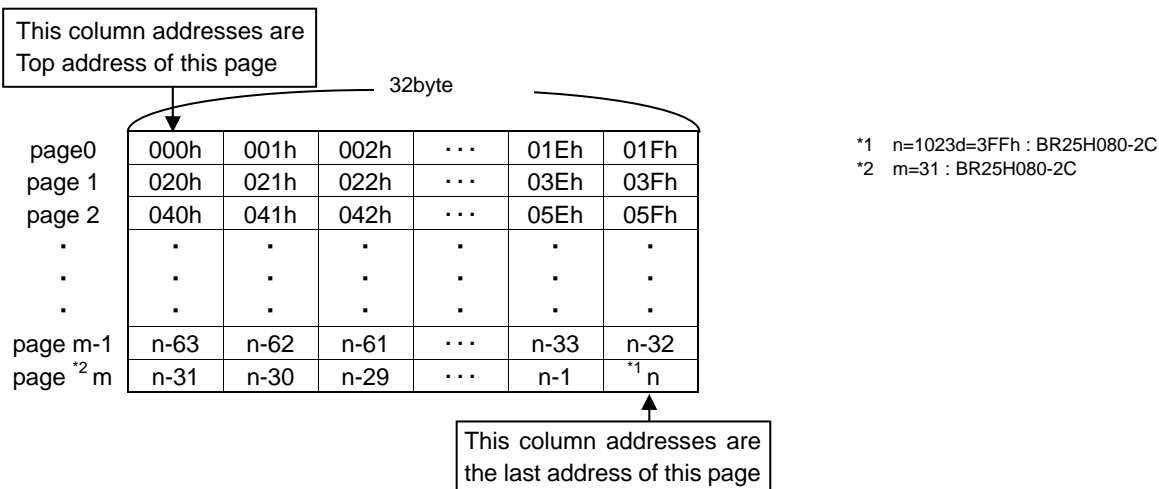 This column addresses are
Top address of this page
32byte
page0 000h 001h 002h ··· 01Eh 01Fh
page 1 020h 021h 022h ··· 03Eh 03Fh
page 2 040h 041h 042h ··· 05Eh 05Fh
· · · · · · ·
· · · · · · ·
· · · · · · ·
page m-1 n-63 n-62 n-61 ··· n-33 n-32
page *2 m n-31 n-30 n-29 ··· n-1 *1 n
This column addresses are
the last address of this page
*1 n=1023d=3FFh : BR25H080-2C
*2 m=31 : BR25H080-2C